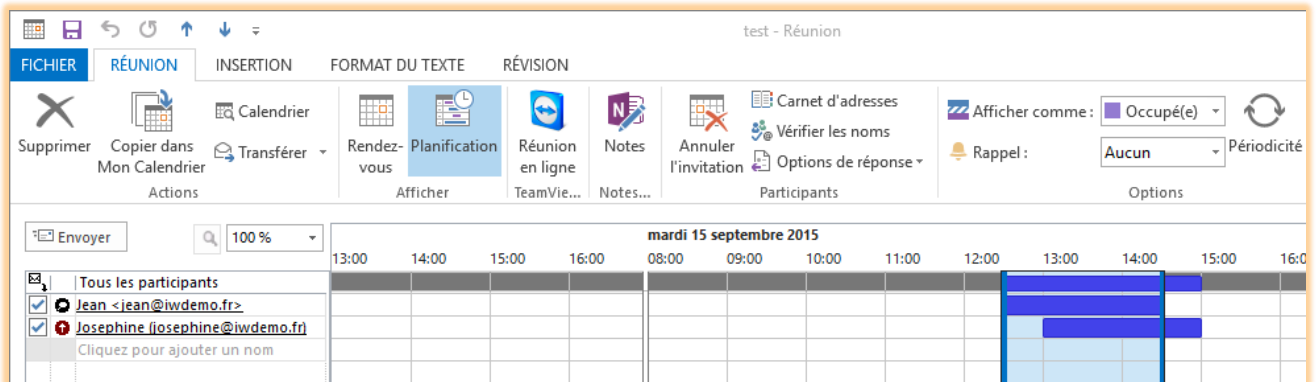 test - Réunion
FICHIER RÉUNION INSERTION FORMAT DU TEXTE RÉVISION
Supprimer
Copier dans
Mon Calendrier
Calendrier
Transférer
Actions
Rendez-
vous
Planification
Afficher
Réunion
en ligne
TeamVie...
Notes
Notes...
Annuler
l'invitation
Carnet d'adresses
Vérifier les noms
Options de réponse
Participants
Afficher comme : Occupé(e)
Rappel : Aucun
Périodicité
Options
Envoyer 100 %
mardi 15 septembre 2015
13:00 14:00 15:00 16:00 08:00 09:00 10:00 11:00 12:00 13:00 14:00 15:00 16:0
Tous les participants
Jean <jean@iwdemo.fr>
Josephine (josephine@iwdemo.fr)
Cliquez pour ajouter un nom